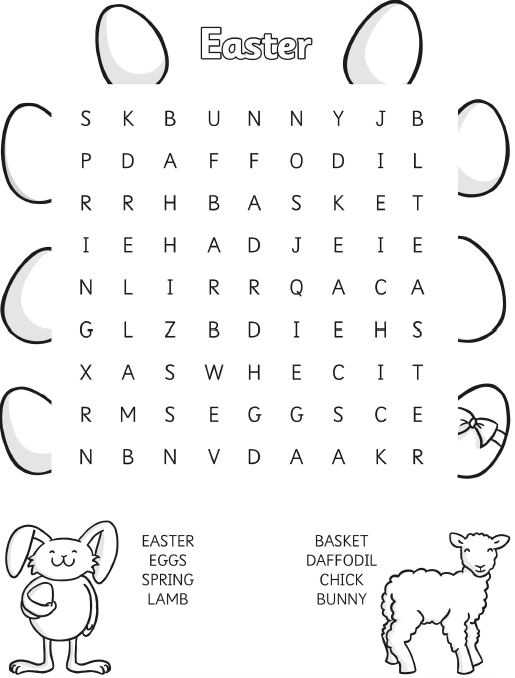 Easter
S K B U N N Y J B
P D A F F O D I L
R R H B A S K E T
I E H A D J E I E
N L I R R Q A C A
G L Z B D I E H S
X A S W H E C I T
R M S E G G S C E
N B N V D A A K R
EASTER
EGGS
SPRING
LAMB
BASKET
DAFFODIL
CHICK
BUNNY